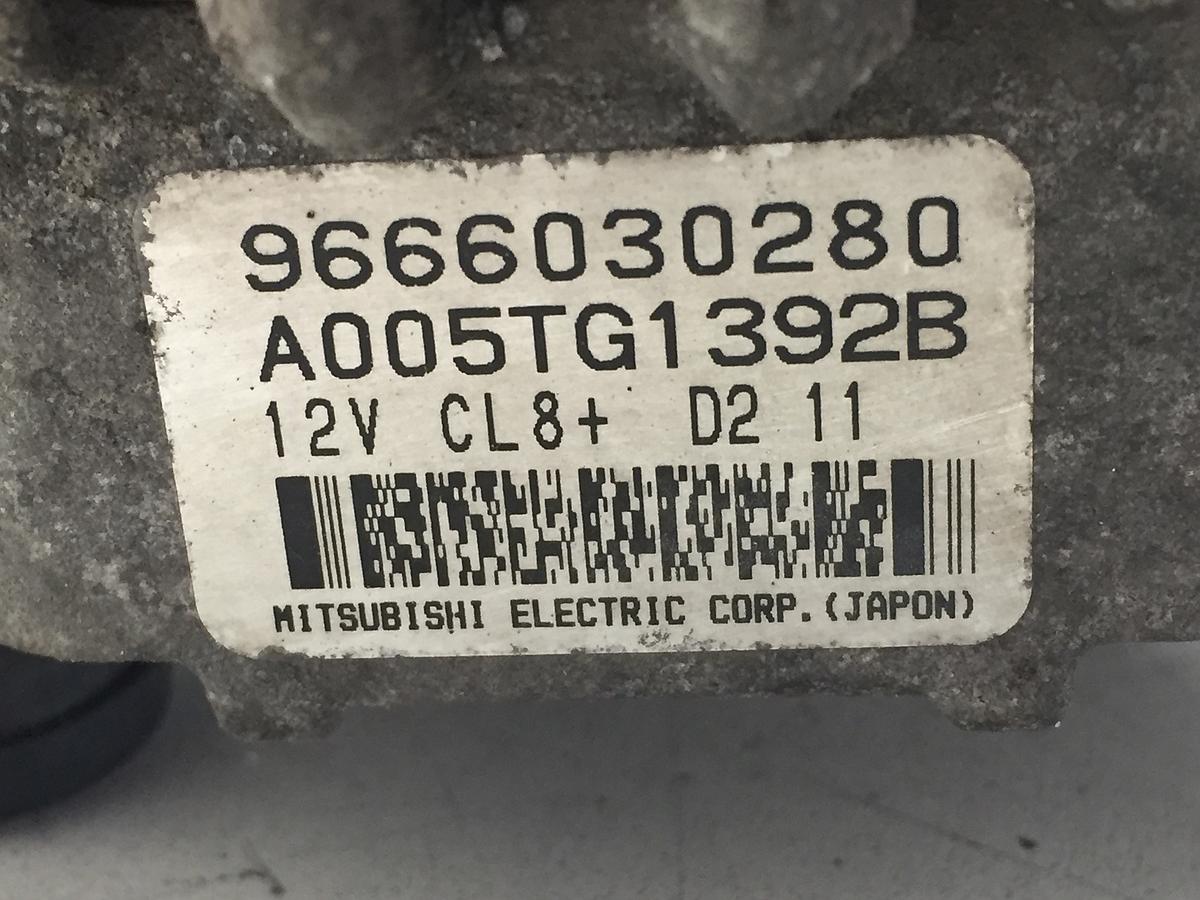 9666030280
A005TG1392B
12V CL8+ D2 11
MITSUBISHI ELECTRIC CORP.(JAPON)